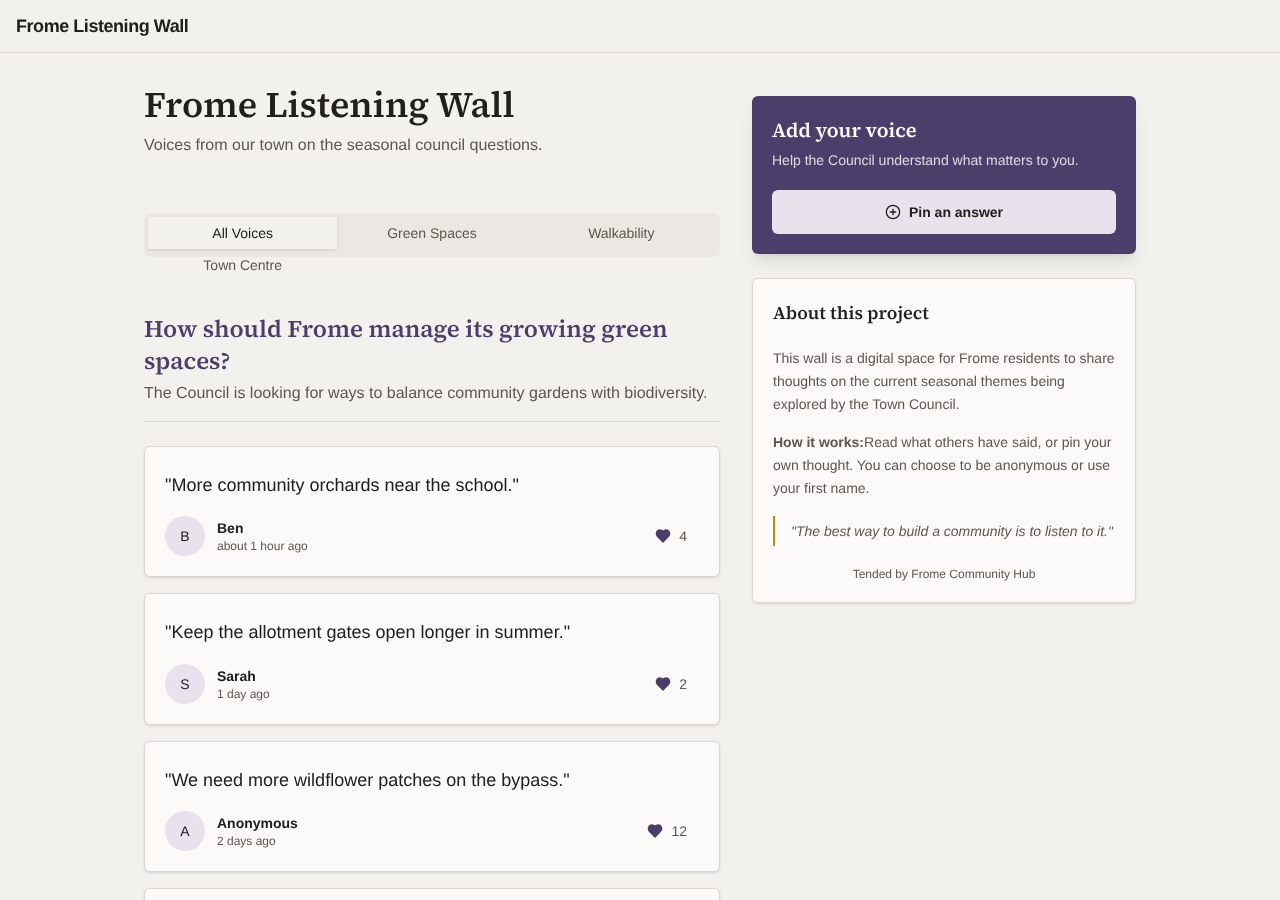 Frome Listening Wall
Frome Listening Wall
Voices from our town on the seasonal council questions.
All Voices
Green Spaces
Walkability
Town Centre
How should Frome manage its growing green
spaces?
The Council is looking for ways to balance community gardens with biodiversity.
"More community orchards near the school."
B
Ben
about 1 hour ago
4
"Keep the allotment gates open longer in summer."
S
Sarah
1 day ago
2
"We need more wildflower patches on the bypass."
A
Anonymous
2 days ago
12
Add your voice
Help the Council understand what matters to you.
Pin an answer
About this project
This wall is a digital space for Frome residents to share
thoughts on the current seasonal themes being
explored by the Town Council.
How it works:Read what others have said, or pin your
own thought. You can choose to be anonymous or use
your first name.
"The best way to build a community is to listen to it."
Tended by Frome Community Hub